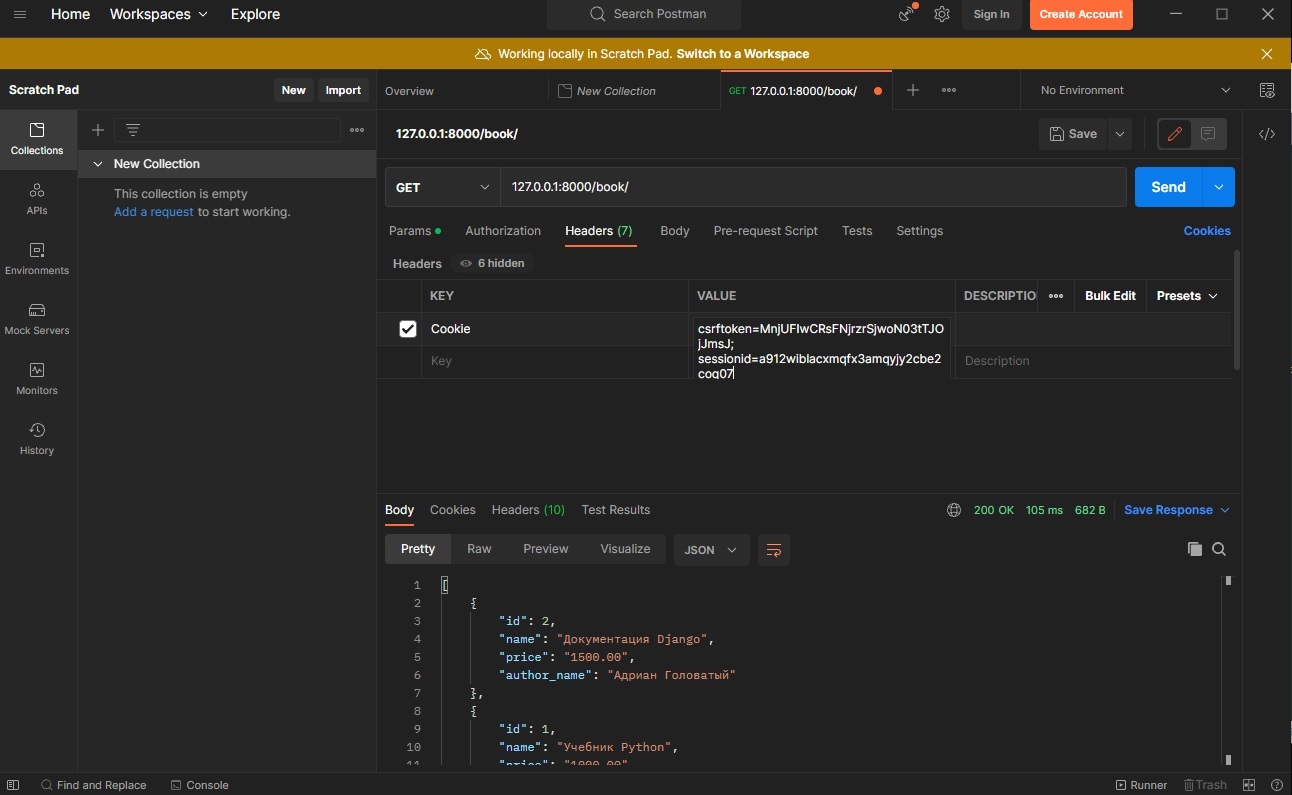 Home Workspaces Explore Search Postman Sign In Create Account
Working locally in Scratch Pad. Switch to a Workspace
Scratch Pad New Import Overview New Collection GET 127.0.0.1:8000/book/ No Environment
127.0.0.1:8000/book/ Save
Collections
New Collection
This collection is empty
Add a request to start working.
APIs
Environments
Mock Servers
Monitors
History
GET 127.0.0.1:8000/book/ Send
Params Authorization Headers (7) Body Pre-request Script Tests Settings Cookies
Headers 6 hidden
KEY VALUE DESCRIPTIO Bulk Edit Presets
Cookie csrftoken=MnjUFIwCRsFNjrzrSjwoN03tTJO
jJmsJ;
sessionid=a912wiblacxmqfx3amqyjy2cbe2
coq07
Key Description
Body Cookies Headers (10) Test Results 200 OK 105 ms 682 B Save Response
Pretty Raw Preview Visualize JSON
1 [
2 {
3 "id": 2,
4 "name": "Документация Django",
5 "price": "1500.00",
6 "author_name": "Адриан Головатый"
7 },
8 {
9 "id": 1,
10 "name": "Учебник Python",
11 "price": "1000.00"
Find and Replace Console Runner Trash